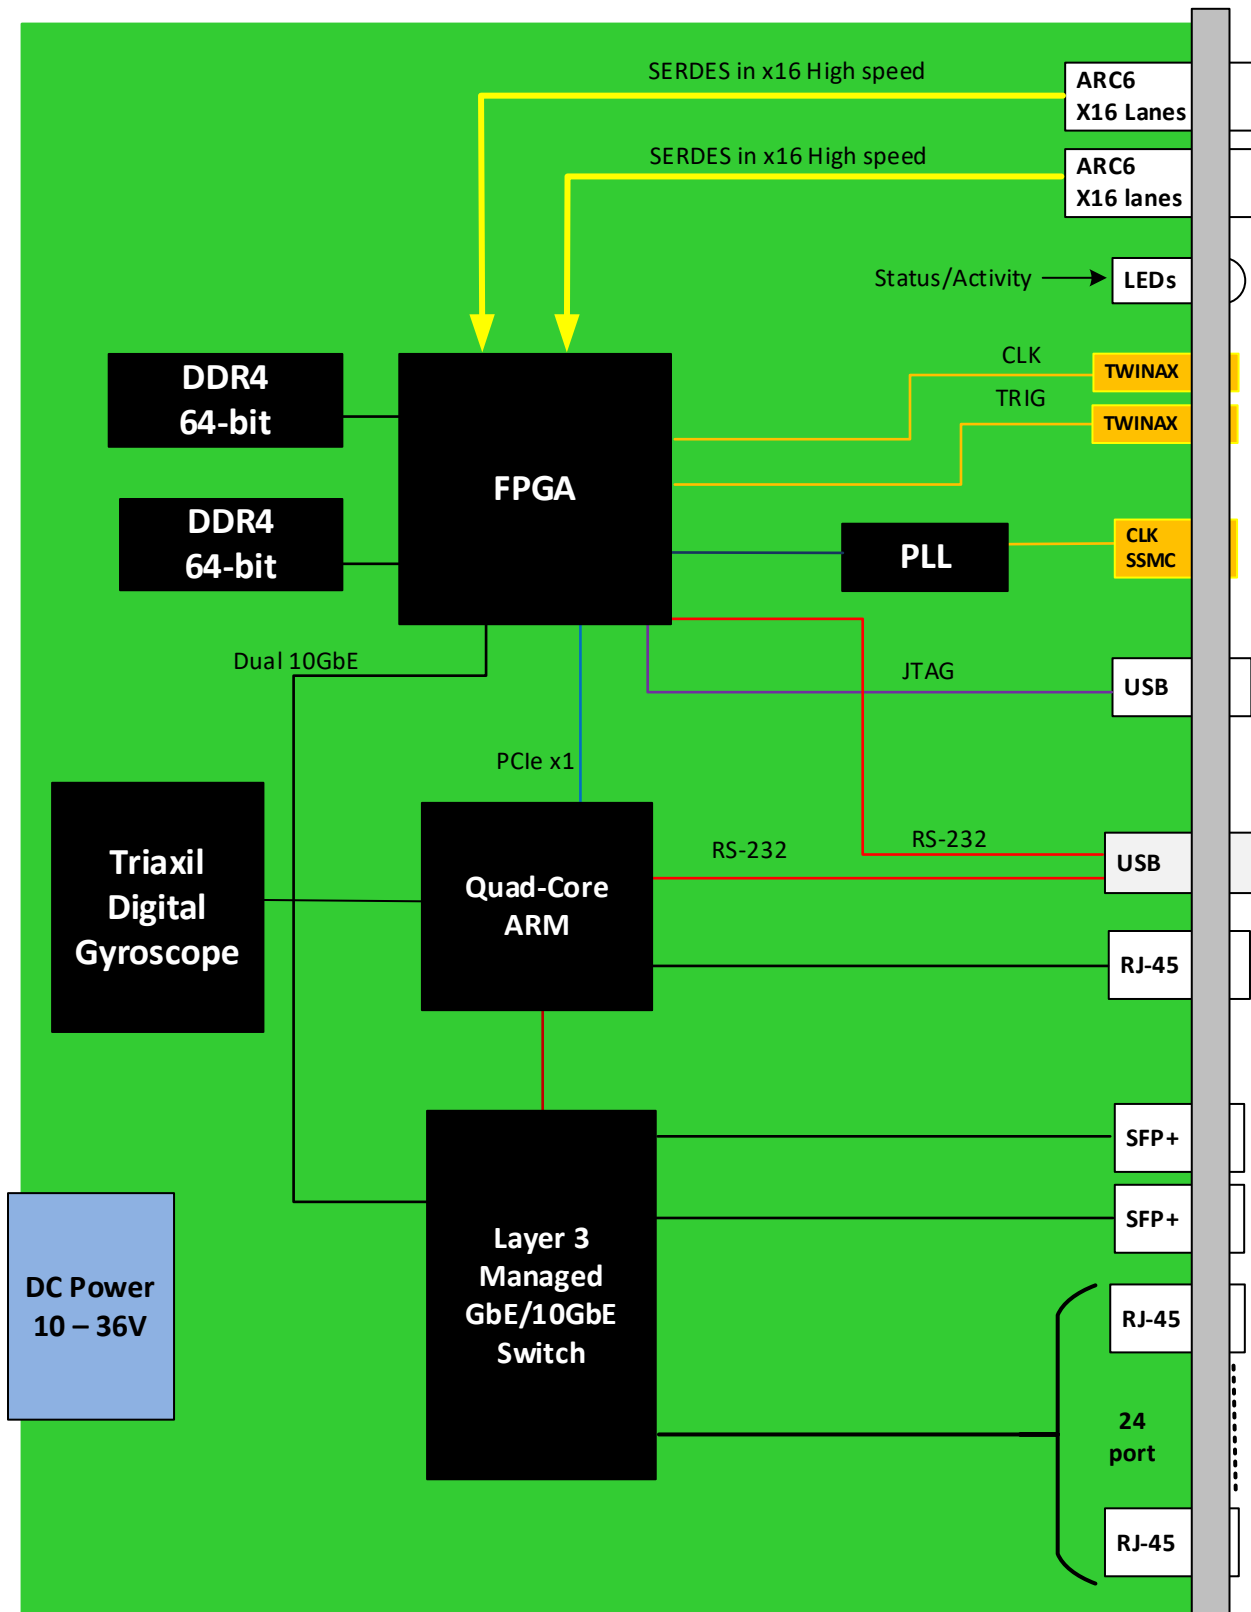 SERDES in x16 High speed
ARC6
X16 Lanes
SERDES in x16 High speed
ARC6
X16 lanes
Status/Activity
LEDs
DDR4
64-bit
FPGA
CLK
TWINAX
TRIG
TWINAX
DDR4
64-bit
PLL
CLK
SSMC
Dual 10GbE
JTAG
USB
PCIe x1
Triaxil
Digital
Gyroscope
Quad-Core
ARM
RS-232
RS-232
USB
RJ-45
SFP+
SFP+
Layer 3
Managed
GbE/10GbE
Switch
DC Power
10 – 36V
RJ-45
24
port
RJ-45